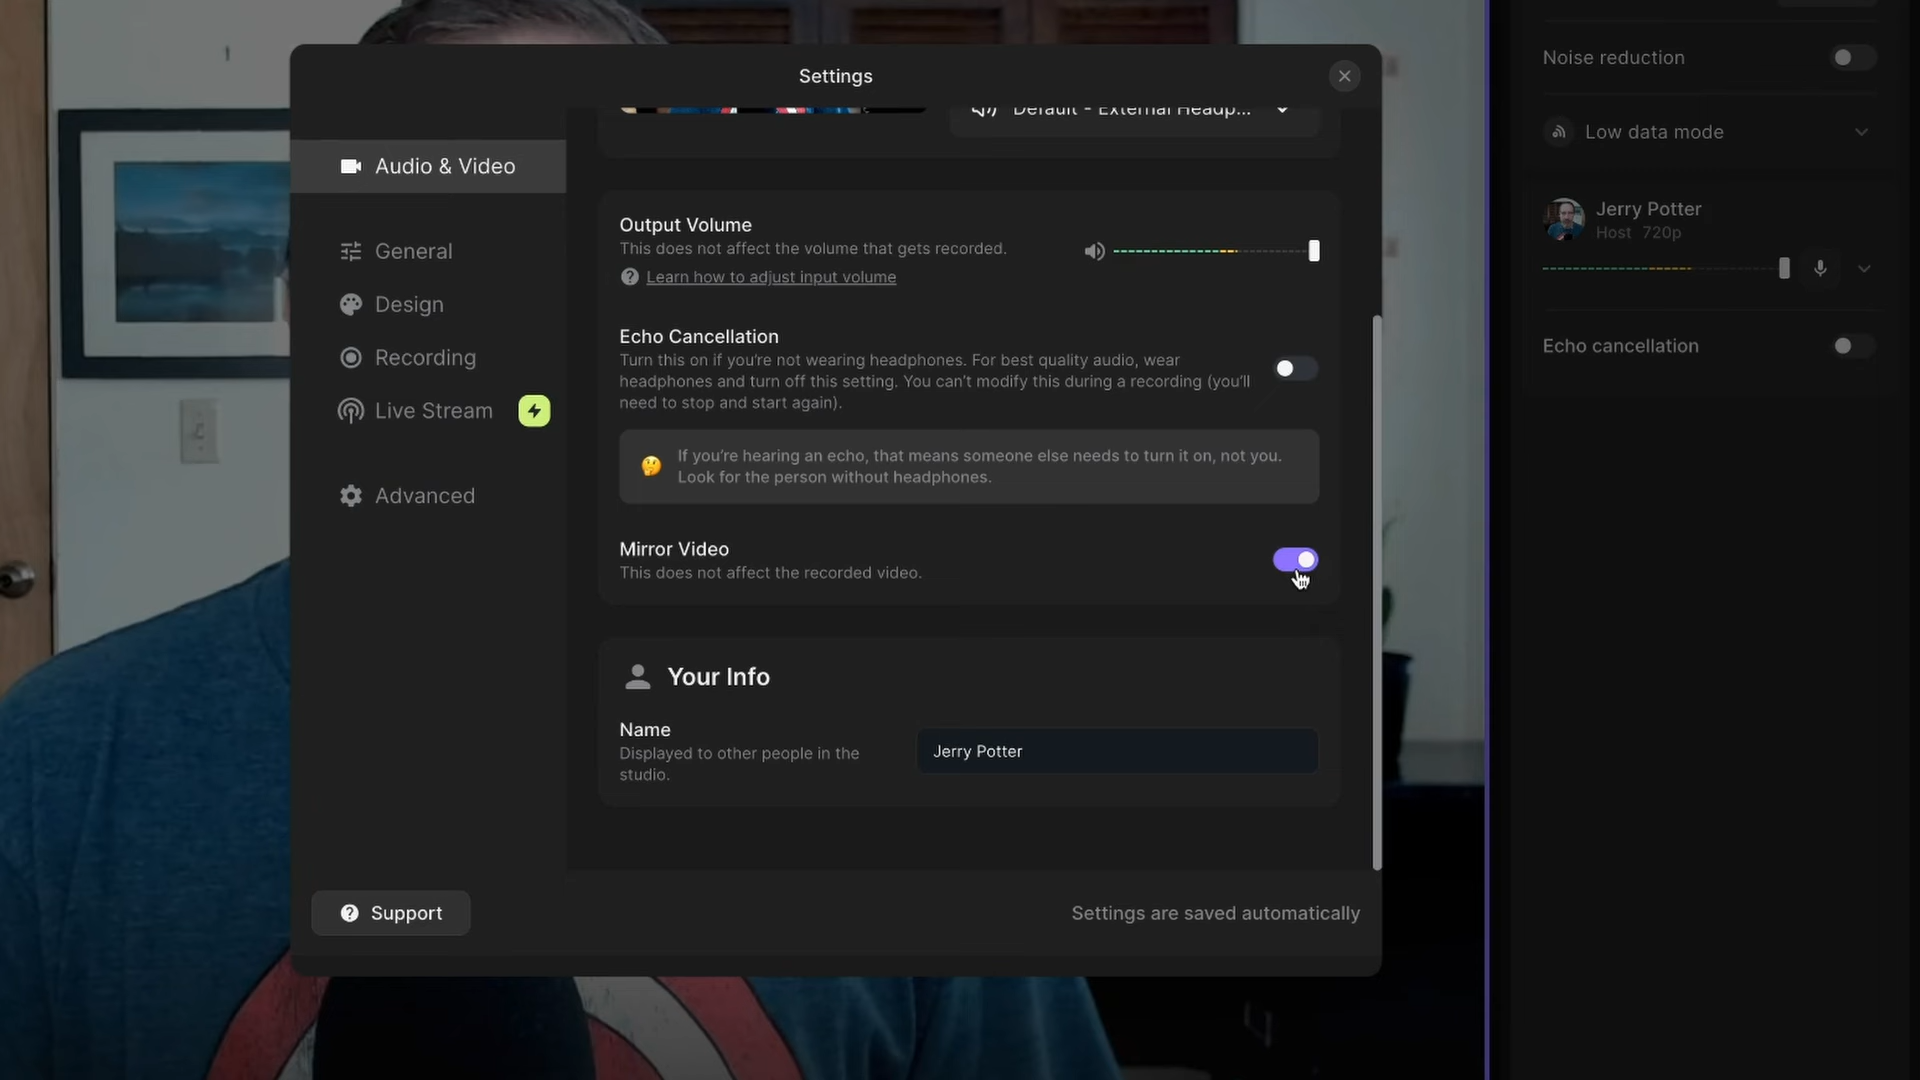 Settings
Default - External Headp...
Audio & Video
General
Design
Recording
Live Stream
Advanced
Output Volume
This does not affect the volume that gets recorded.
Learn how to adjust input volume
Echo Cancellation
Turn this on if you're not wearing headphones. For best quality audio, wear
headphones and turn off this setting. You can't modify this during a recording (you'll
need to stop and start again).
If you're hearing an echo, that means someone else needs to turn it on, not you.
Look for the person without headphones.
Mirror Video
This does not affect the recorded video.
Your Info
Name
Displayed to other people in the
studio.
Jerry Potter
Support
Settings are saved automatically
Noise reduction
Low data mode
Jerry Potter
Host 720p
Echo cancellation